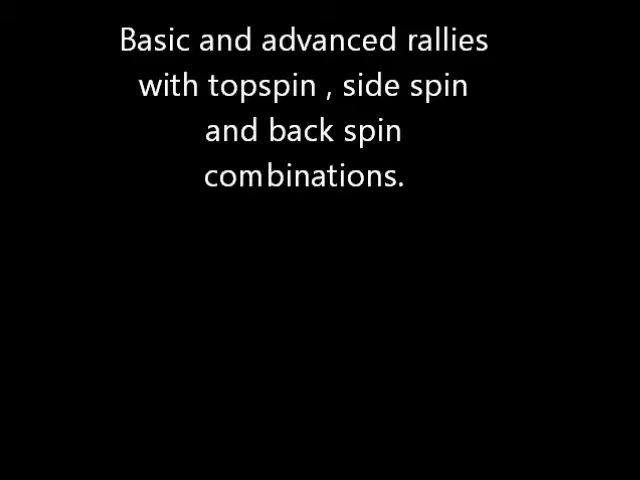 Basic and advanced rallies
with topspin , side spin
and back spin
combinations.